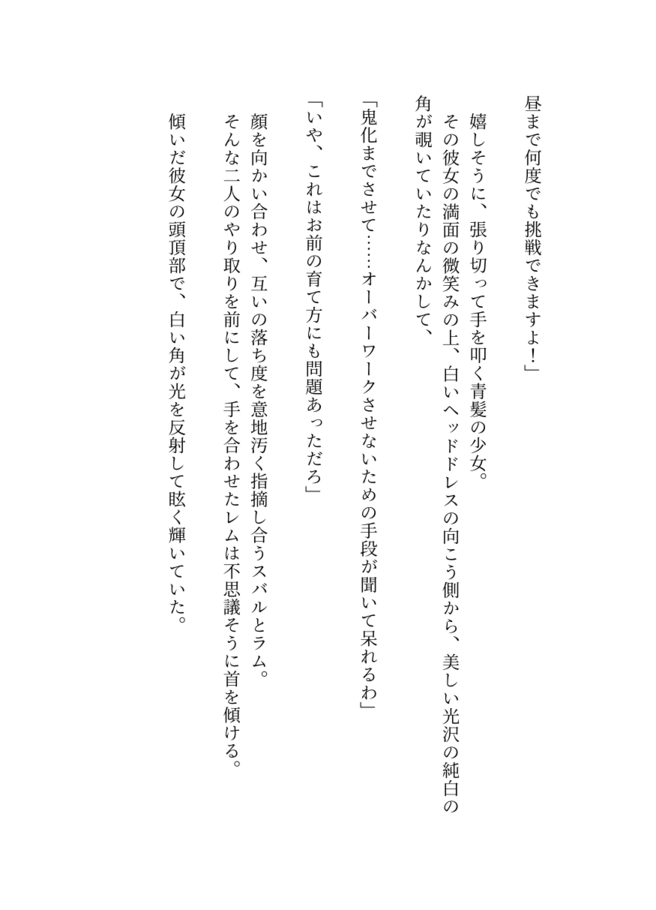 昼まで何度でも挑戦できますよ！」
嬉しそうに、張り切って手を叩く青髪の少女。
その彼女の満面の微笑みの上、白いヘッドドレスの向こう側から、美しい光沢の純白の
角が覗いていたりなんかして、
「鬼化までさせて……オーバーワークさせないための手段が聞いて呆れるわ」
「いや、これはお前の育て方にも問題あっただろ」
顔を向かい合わせ、互いの落ち度を意地汚く指摘し合うスバルとラム。
そんな二人のやり取りを前にして、手を合わせたレムは不思議そうに首を傾ける。
傾いだ彼女の頭頂部で、白い角が光を反射して眩く輝いていた。